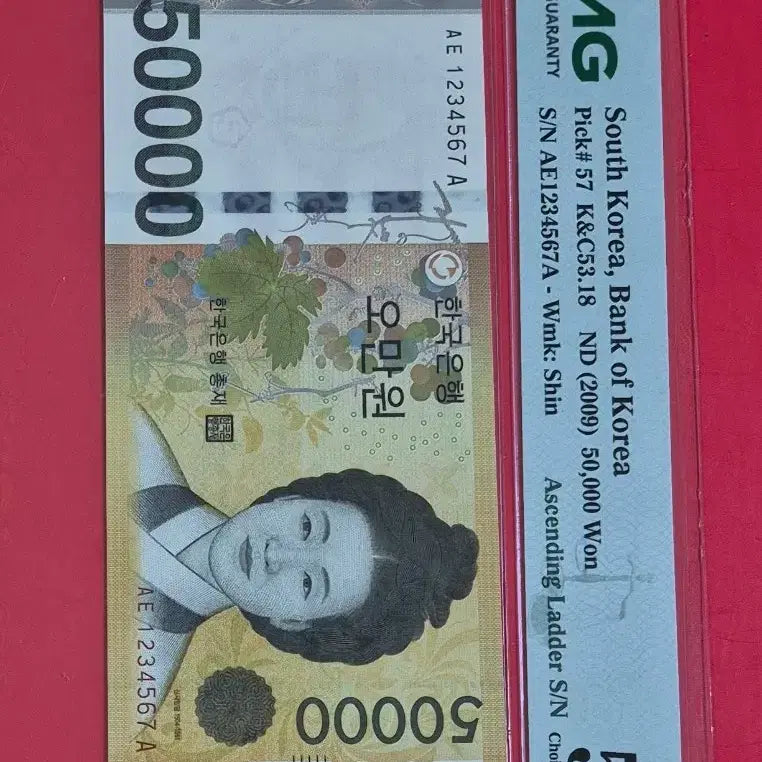 50000
AE 1234567 A
한국은행
오만원
한국은행 총재
AE 1234567 A
50000
MG
GUARANTY
South Korea, Bank of Korea
Pick# 57 K&C53.18 ND (2009) 50,000 Won
S/N AE1234567A - Wmk: Shin
Ascending Ladder S/N